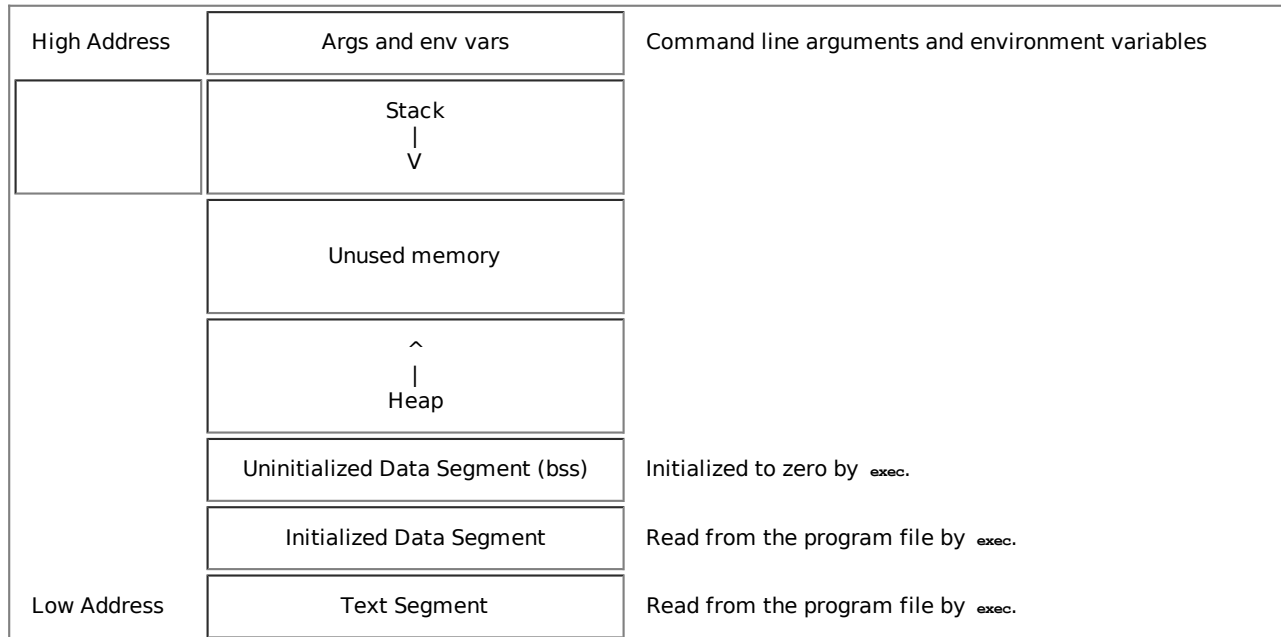 High Address Args and env vars Command line arguments and environment variables
Stack
|
V
Unused memory
^
|
Heap
Uninitialized Data Segment (bss) Initialized to zero by exec.
Initialized Data Segment Read from the program file by exec.
Low Address Text Segment Read from the program file by exec.